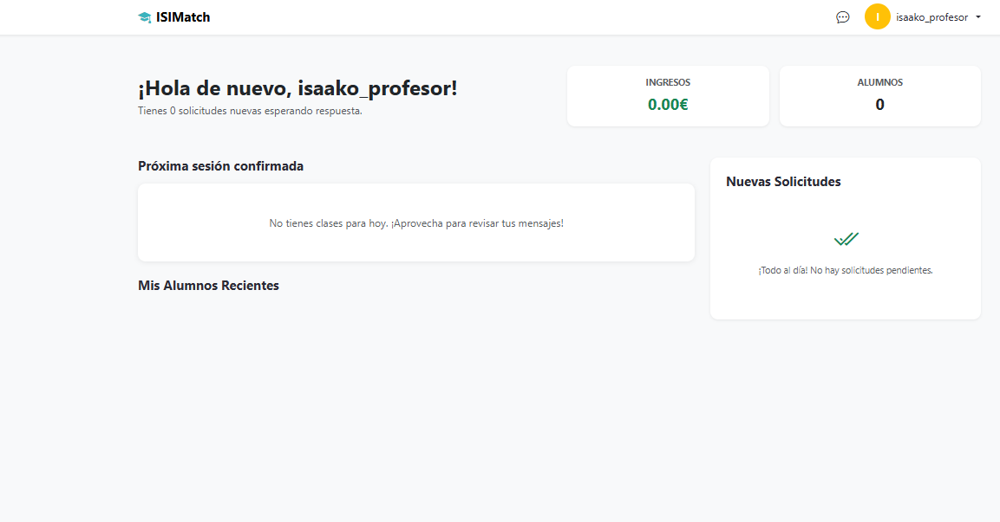 ISIMatch
I
isaako_profesor
¡Hola de nuevo, isaako_profesor!
Tienes 0 solicitudes nuevas esperando respuesta.
INGRESOS
0.00€
ALUMNOS
0
Próxima sesión confirmada
No tienes clases para hoy. ¡Aprovecha para revisar tus mensajes!
Mis Alumnos Recientes
Nuevas Solicitudes
¡Todo al día! No hay solicitudes pendientes.